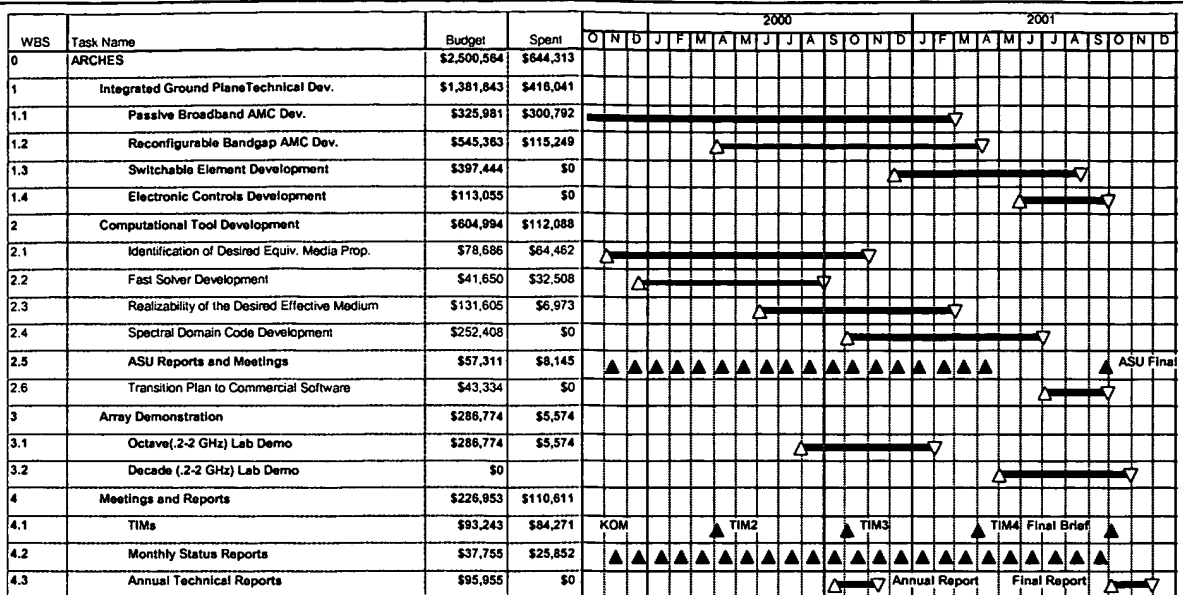 2000 2001
WBS Task Name Budget Spent O N D J F M A M J J A S O N D J F M A M J J A S O N D
0 ARCHES $2,500,564 $644,313
1 Integrated Ground PlaneTechnical Dev. $1,381,843 $416,041
1.1 Passive Broadband AMC Dev. $325,981 $300,792
1.2 Reconfigurable Bandgap AMC Dev. $545,363 $115,249
1.3 Switchable Element Development $397,444 $0
1.4 Electronic Controls Development $113,055 $0
2 Computational Tool Development $604,994 $112,088
2.1 Identification of Desired Equiv. Media Prop. $78,686 $64,462
2.2 Fast Solver Development $41,650 $32,508
2.3 Realizability of the Desired Effective Medium $131,605 $6,973
2.4 Spectral Domain Code Development $252,408 $0
2.5 ASU Reports and Meetings $57,311 $8,145 ASU Final
2.6 Transition Plan to Commercial Software $43,334 $0
3 Array Demonstration $286,774 $5,574
3.1 Octave(.2-2 GHz) Lab Demo $286,774 $5,574
3.2 Decade (.2-2 GHz) Lab Demo $0
4 Meetings and Reports $226,953 $110,611
4.1 TIMs $93,243 $84,271 KOM TIM2 TIM3 TIM4 Final Brief
4.2 Monthly Status Reports $37,755 $25,852
4.3 Annual Technical Reports $95,955 $0 Annual Report Final Report